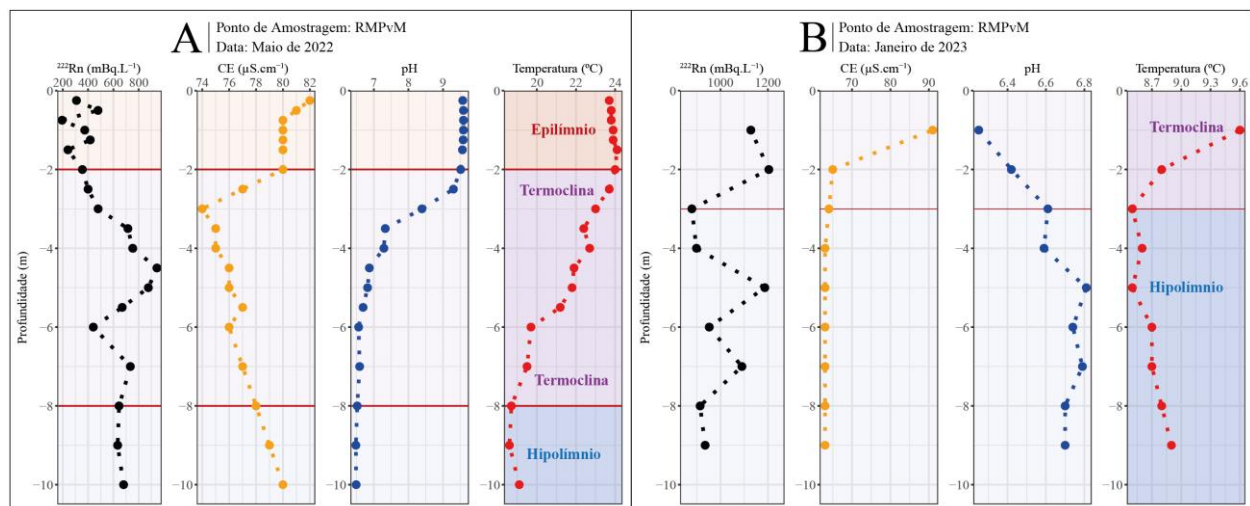 A
Ponto de Amostragem: RMPvM
Data: Maio de 2022
²²²Rn (mBq.L⁻¹)
200 400 600 800
CE (µS.cm⁻¹)
74 76 78 80 82
pH
7 8 9
Temperatura (ºC)
20 22 24
Profundidade (m)
0
−2
−4
−6
−8
−10
Epilímnio
Termoclina
Termoclina
Hipolímnio
B
Ponto de Amostragem: RMPvM
Data: Janeiro de 2023
²²²Rn (mBq.L⁻¹)
1000 1200
CE (µS.cm⁻¹)
70 80 90
pH
6.4 6.6 6.8
Temperatura (ºC)
8.7 9.0 9.3 9.6
Profundidade (m)
0
−2
−4
−6
−8
−10
Termoclina
Hipolímnio